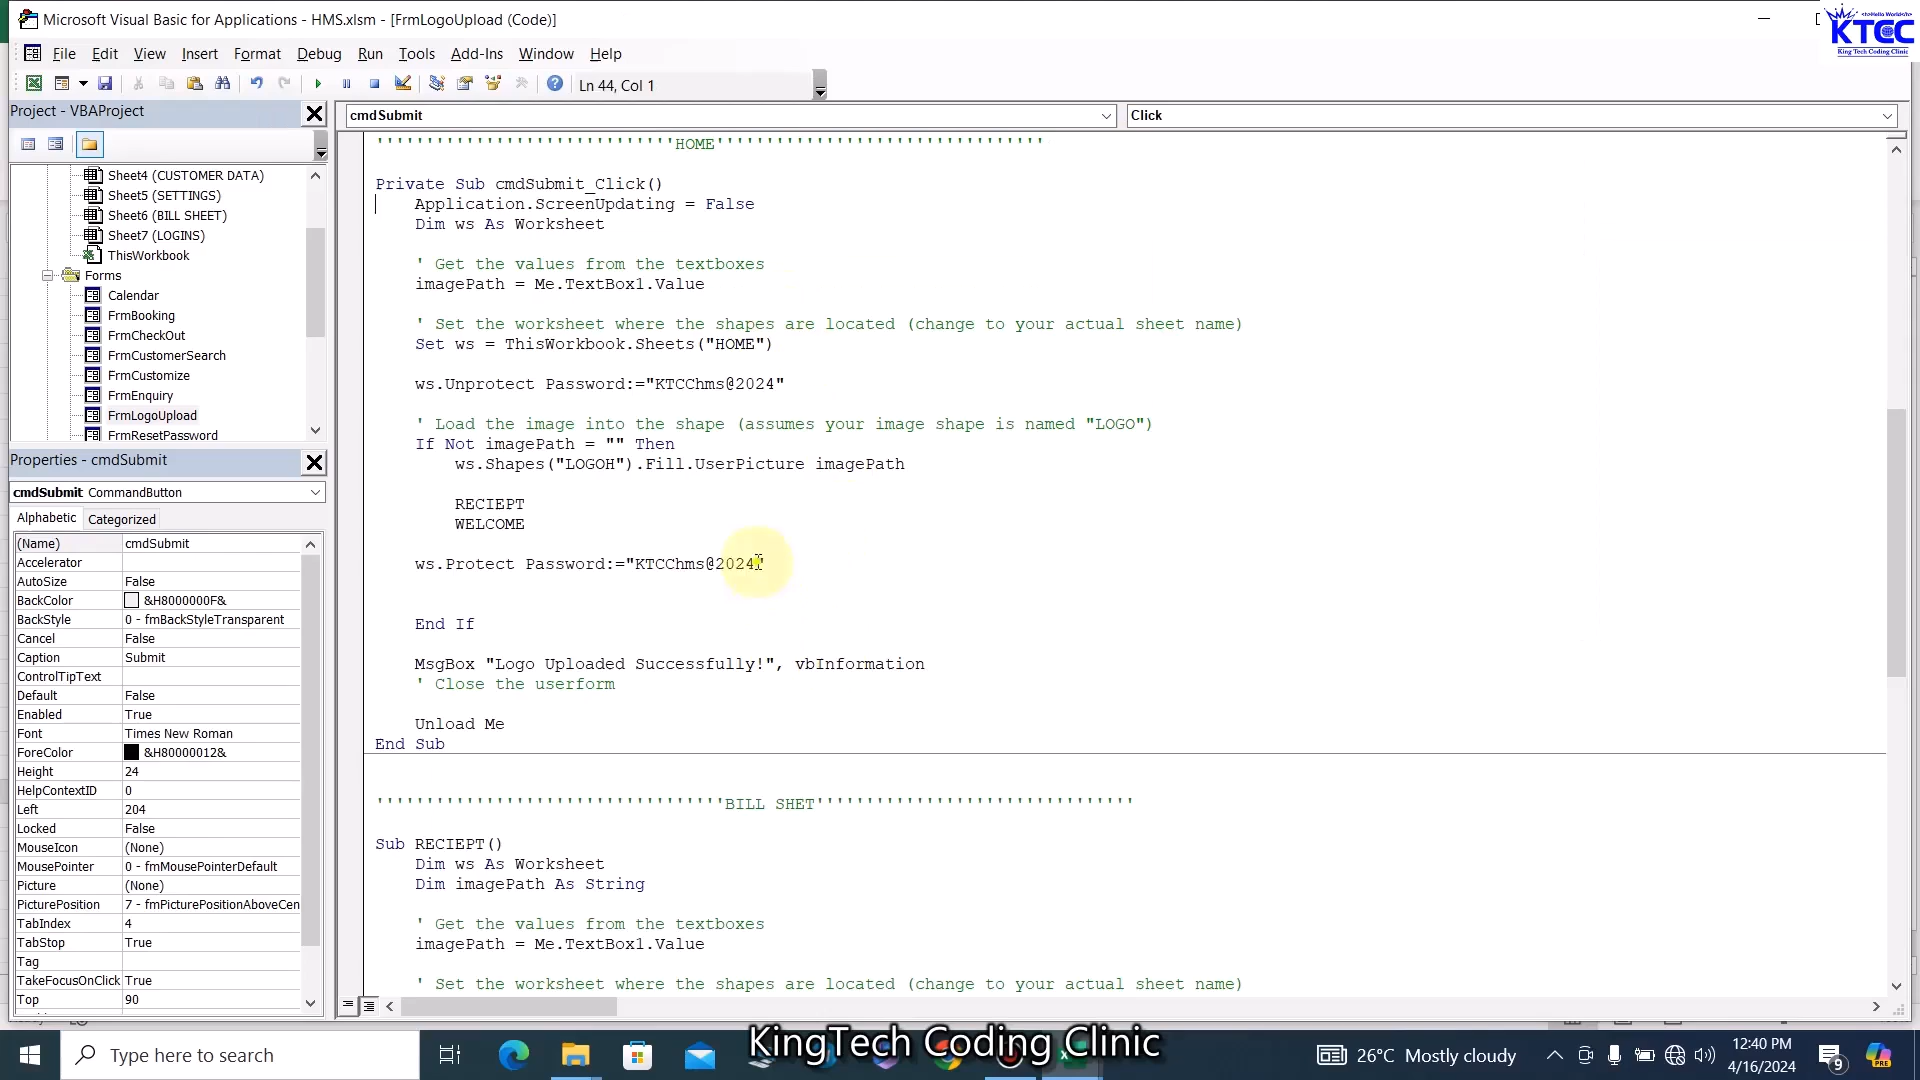 Microsoft Visual Basic for Applications - HMS.xlsm - [FrmLogoUpload (Code)]
<<Hello World>>
KTCC
King Tech Coding Clinic
File Edit View Insert Format Debug Run Tools Add-Ins Window Help
Ln 44, Col 1
Project - VBAProject
Sheet4 (CUSTOMER DATA)
Sheet5 (SETTINGS)
Sheet6 (BILL SHEET)
Sheet7 (LOGINS)
ThisWorkbook
Forms
Calendar
FrmBooking
FrmCheckOut
FrmCustomerSearch
FrmCustomize
FrmEnquiry
FrmLogoUpload
FrmResetPassword
Properties - cmdSubmit
cmdSubmit CommandButton
Alphabetic Categorized
(Name) cmdSubmit
Accelerator
AutoSize False
BackColor &H8000000F&
BackStyle 0 - fmBackStyleTransparent
Cancel False
Caption Submit
ControlTipText
Default False
Enabled True
Font Times New Roman
ForeColor &H80000012&
Height 24
HelpContextID 0
Left 204
Locked False
MouseIcon (None)
MousePointer 0 - fmMousePointerDefault
Picture (None)
PicturePosition 7 - fmPicturePositionAboveCen
TabIndex 4
TabStop True
Tag
TakeFocusOnClick True
Top 90
cmdSubmit Click
''''''''''''''''''''''''''''''HOME'''''''''''''''''''''''''''''''''
Private Sub cmdSubmit_Click()
Application.ScreenUpdating = False
Dim ws As Worksheet
' Get the values from the textboxes
imagePath = Me.TextBox1.Value
' Set the worksheet where the shapes are located (change to your actual sheet name)
Set ws = ThisWorkbook.Sheets("HOME")
ws.Unprotect Password:="KTCChms@2024"
' Load the image into the shape (assumes your image shape is named "LOGO")
If Not imagePath = "" Then
ws.Shapes("LOGOH").Fill.UserPicture imagePath
RECIEPT
WELCOME
ws.Protect Password:="KTCChms@2024"
End If
MsgBox "Logo Uploaded Successfully!", vbInformation
' Close the userform
Unload Me
End Sub
'''''''''''''''''''''''''''''''''''BILL SHET''''''''''''''''''''''''''''''''
Sub RECIEPT()
Dim ws As Worksheet
Dim imagePath As String
' Get the values from the textboxes
imagePath = Me.TextBox1.Value
' Set the worksheet where the shapes are located (change to your actual sheet name)
KingTech Coding Clinic
Type here to search
26°C Mostly cloudy
12:40 PM
4/16/2024
9
PRE